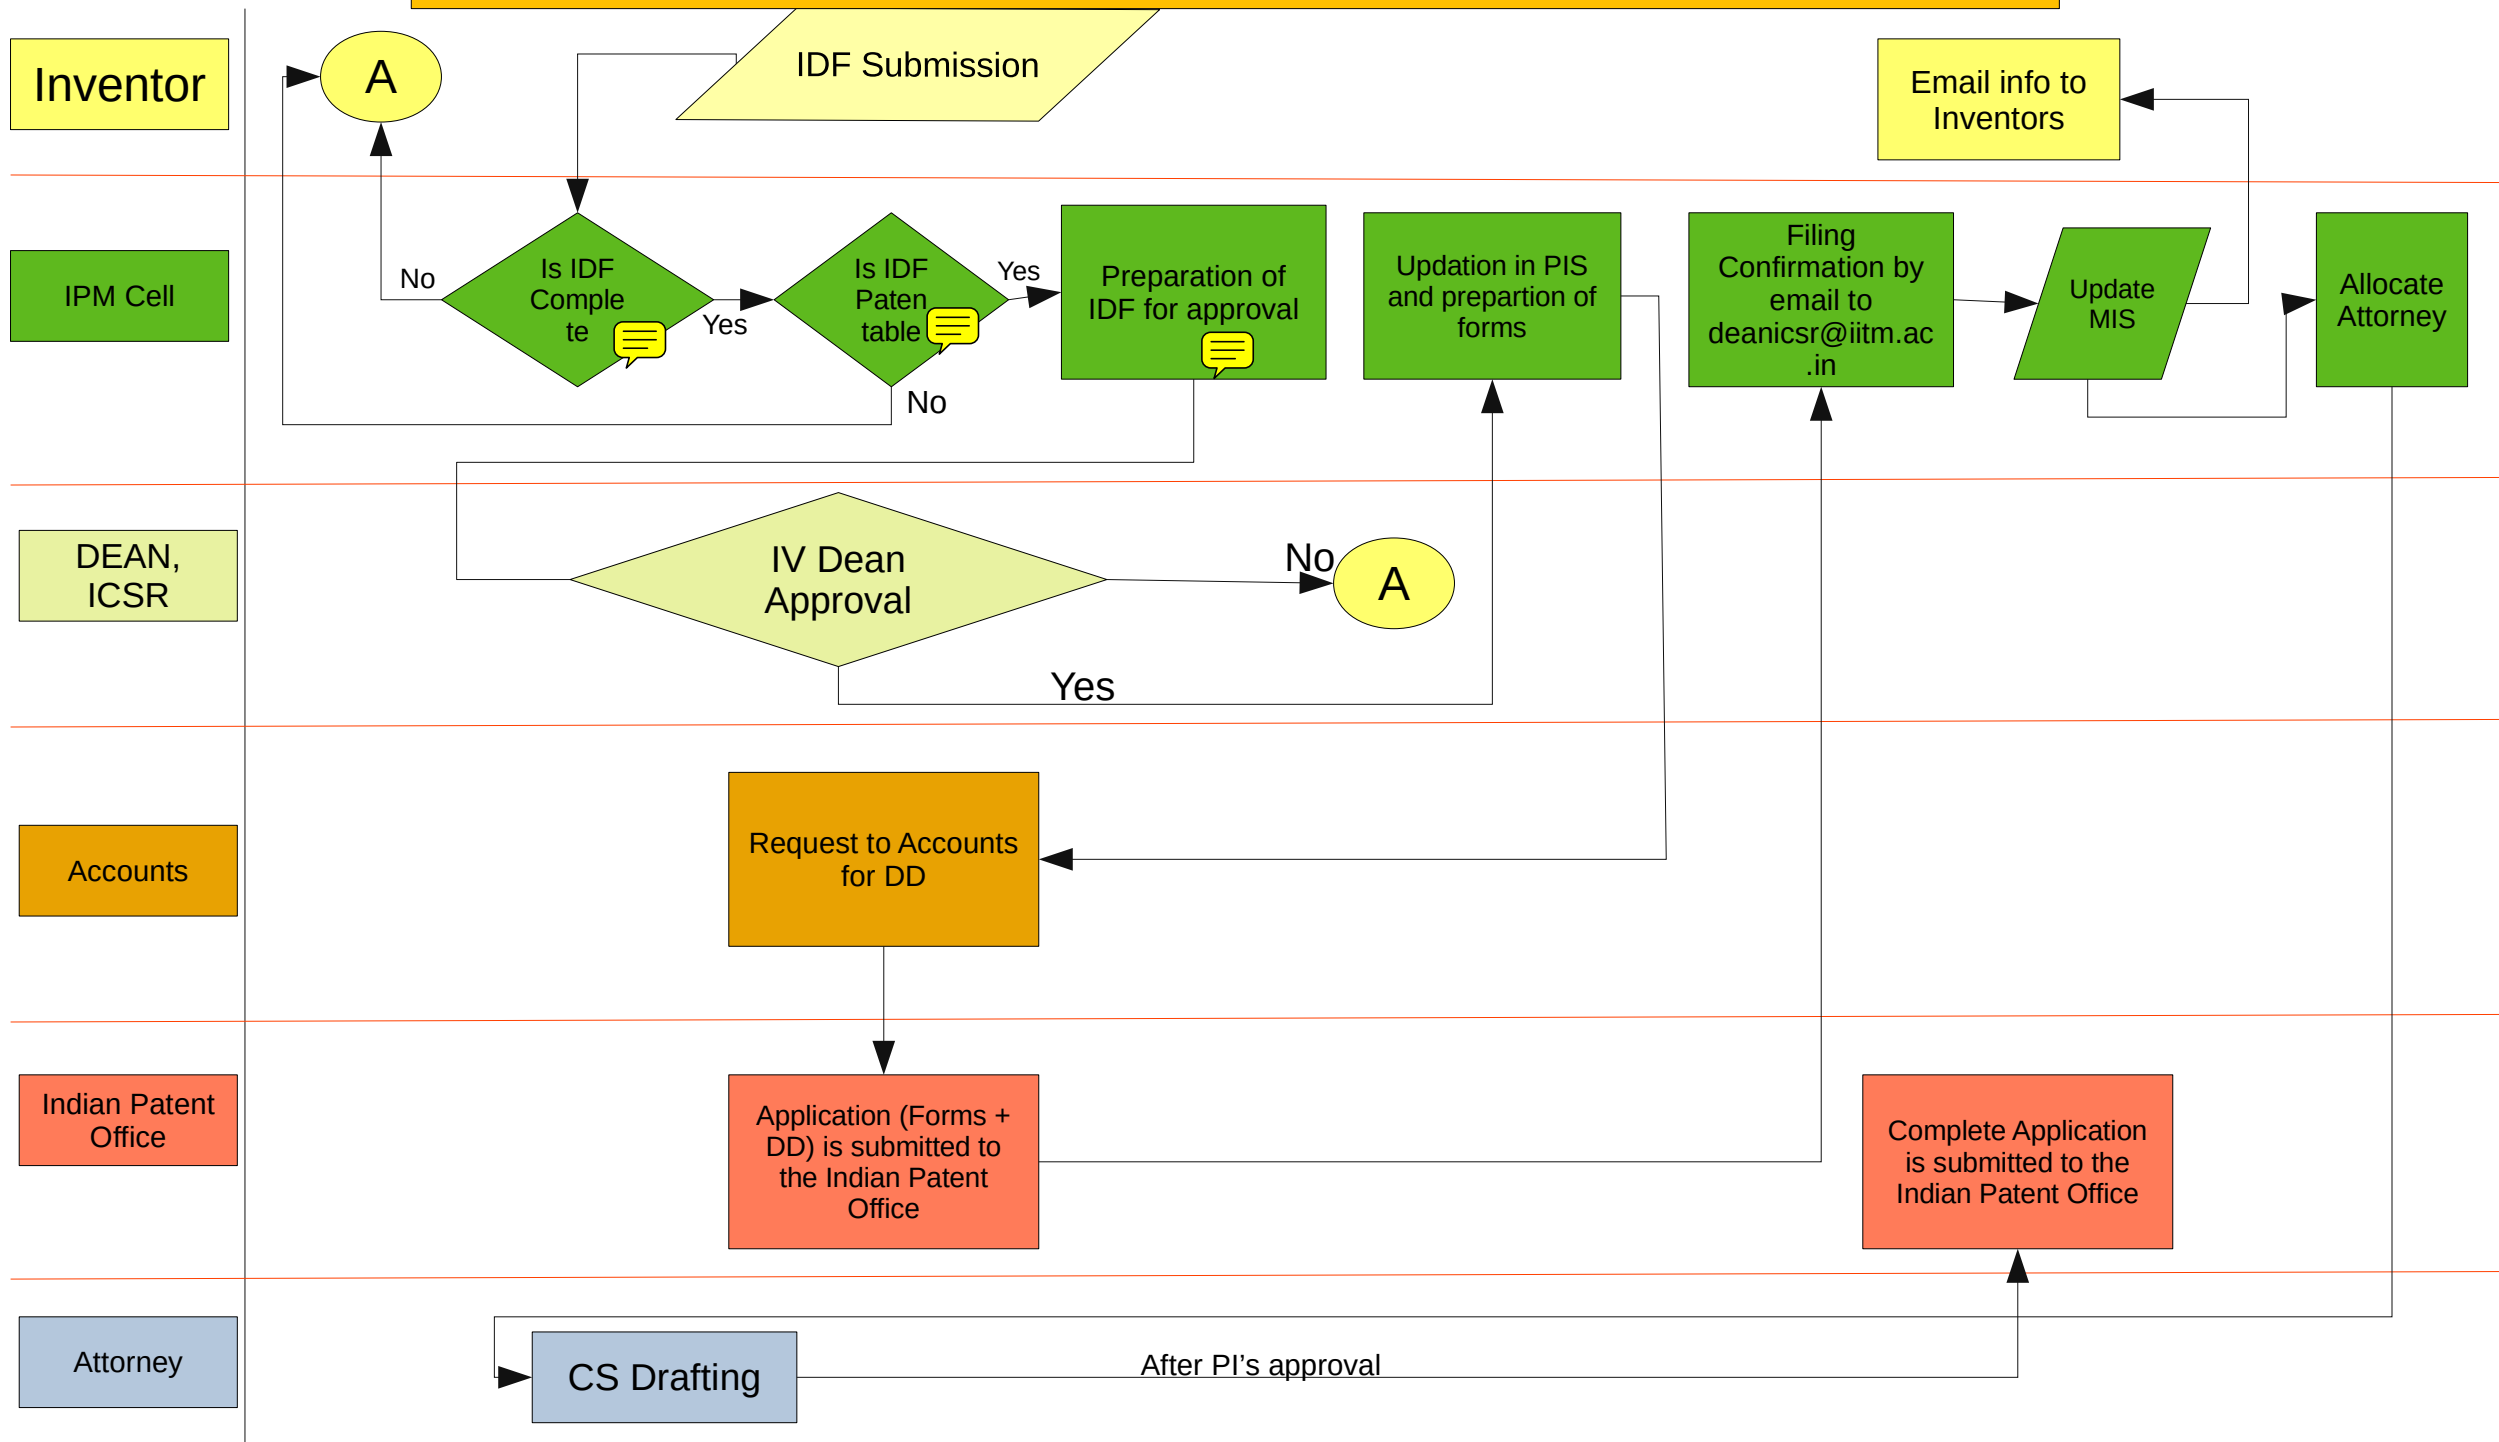 Inventor
A
IDF Submission
Email info to
Inventors
IPM Cell
No
Is IDF
Comple
te
Yes
Is IDF
Paten
table
Yes
No
Preparation of
IDF for approval
Updation in PIS
and prepartion of
forms
Filing
Confirmation by
email to
deanicsr@iitm.ac
.in
Update
MIS
Allocate
Attorney
DEAN,
ICSR
IV Dean
Approval
No
A
Yes
Accounts
Request to Accounts
for DD
Indian Patent
Office
Application (Forms +
DD) is submitted to
the Indian Patent
Office
Complete Application
is submitted to the
Indian Patent Office
Attorney
CS Drafting
After PI’s approval